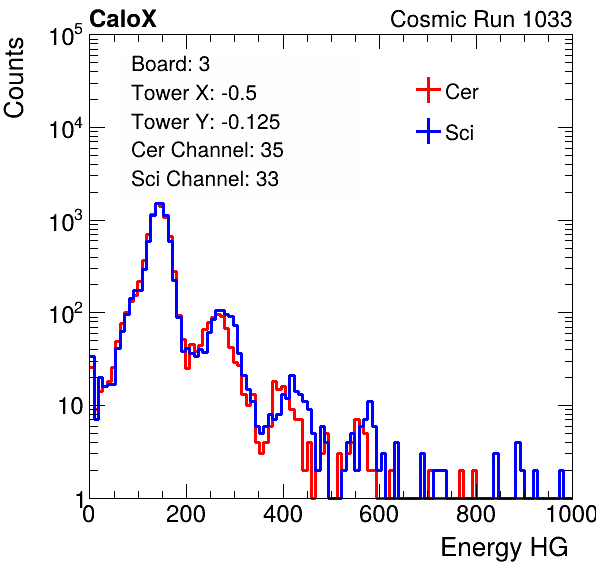 CaloX Cosmic Run 1033
Counts
10^5
10^4
10^3
10^2
10
1
Board: 3
Tower X: -0.5
Tower Y: -0.125
Cer Channel: 35
Sci Channel: 33
Cer
Sci
0 200 400 600 800 1000
Energy HG